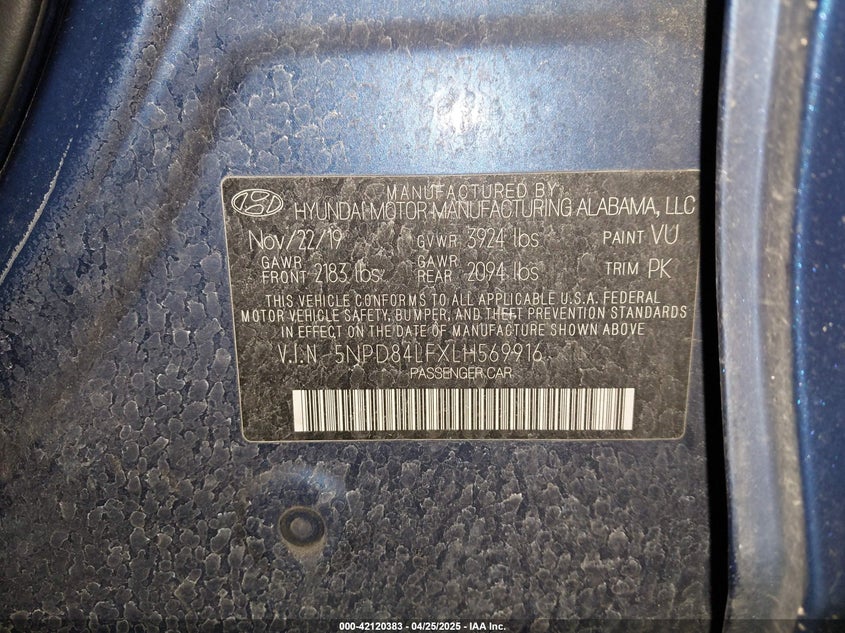 MANUFACTURED BY
HYUNDAI MOTOR MANUFACTURING ALABAMA, LLC
Nov/22/19 GVWR 3924 lbs PAINT VU
GAWR FRONT 2183 lbs GAWR REAR 2094 lbs TRIM PK
THIS VEHICLE CONFORMS TO ALL APPLICABLE U.S.A. FEDERAL
MOTOR VEHICLE SAFETY, BUMPER, AND THEFT PREVENTION STANDARDS
IN EFFECT ON THE DATE OF MANUFACTURE SHOWN ABOVE
V.I.N 5NPD84LFXLH569916
PASSENGER CAR
000-42120383 / 04/25/2025 - IAA Inc.